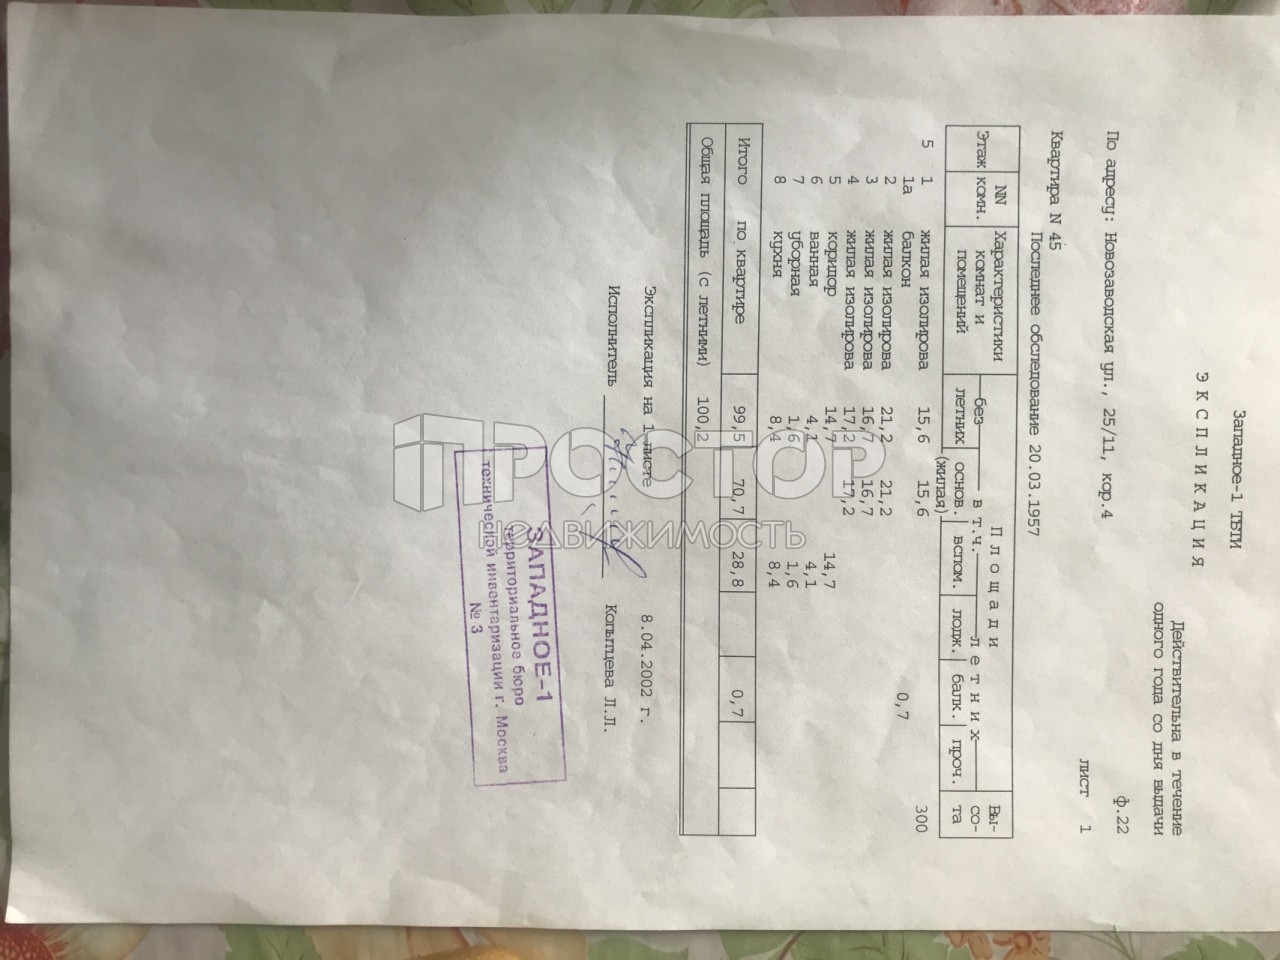 Западное-1 ТБТИ
Э К С П Л И К А Ц И Я
Действительна в течение
одного года со дня выдачи
ф.22
По адресу: Новозаводская ул., 25/11, кор.4
лист 1
Квартира N 45
Последнее обследование 20.03.1957
Этаж NN комн. Характеристики комнат и помещений П л о щ а д и Вы-со-та
без летних в т.ч. л е т н и х
основ. (жилая) вспом. лодж. балк. проч.
5 1 жилая изолирова 15,6 15,6 300
1а балкон 0,7
2 жилая изолирова 21,2 21,2
3 жилая изолирова 16,7 16,7
4 жилая изолирова 17,2 17,2
5 коридор 14,7 14,7
6 ванная 4,1 4,1
7 уборная 1,6 1,6
8 кухня 8,4 8,4
Итого по квартире 99,5 70,7 28,8 0,7
Общая площадь (с летними) 100,2
Экспликация на 1 листе 8.04.2002 г.
Исполнитель Копытцева Л.Л.
ЗАПАДНОЕ-1
территориальное бюро
технической инвентаризации г. Москва
№ 3
ПРОСТОР
НЕДВИЖИМОСТЬ